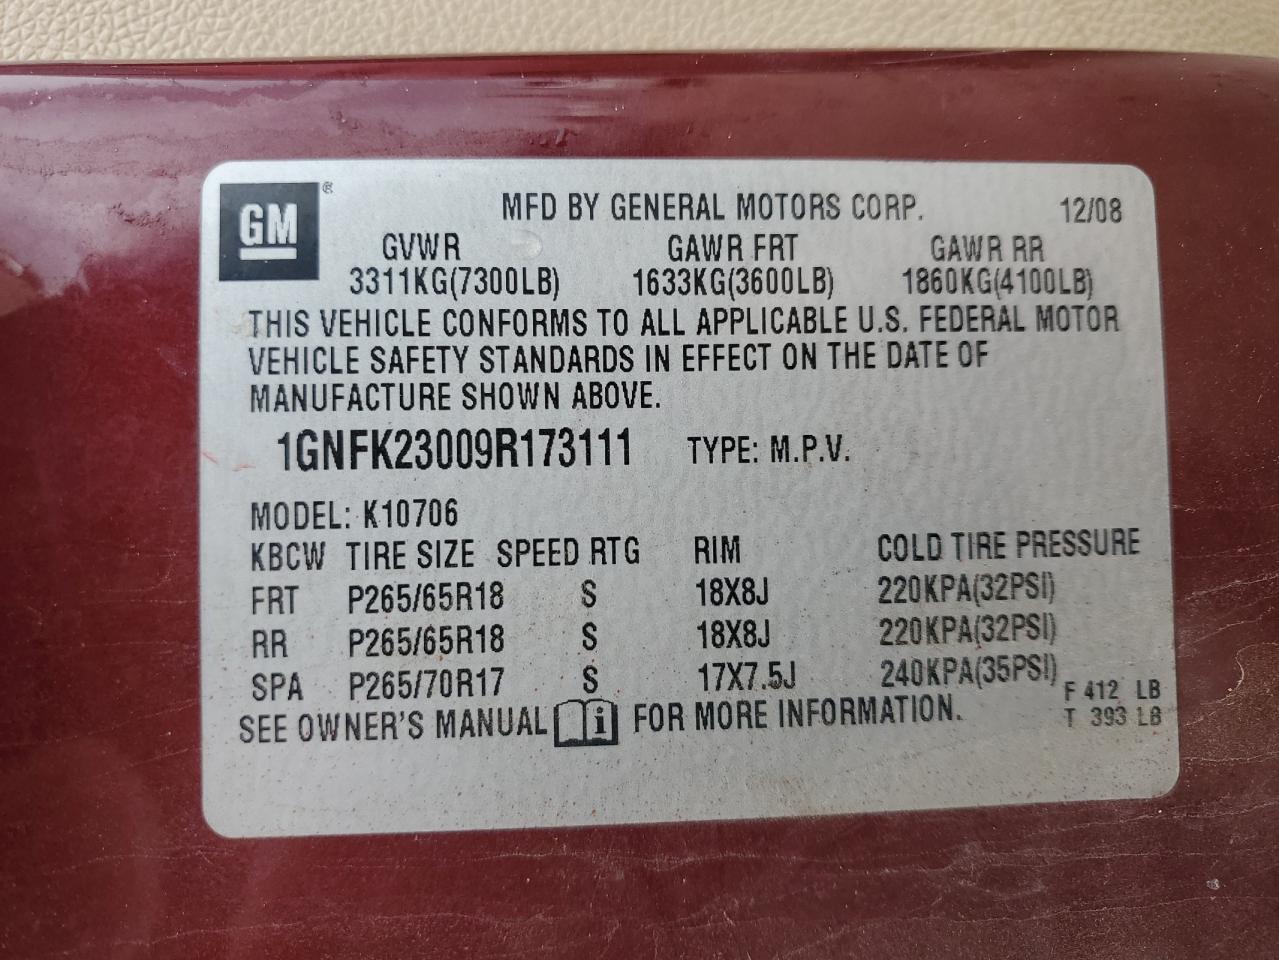 GM ®
MFD BY GENERAL MOTORS CORP. 12/08
GVWR GAWR FRT GAWR RR
3311KG(7300LB) 1633KG(3600LB) 1860KG(4100LB)
THIS VEHICLE CONFORMS TO ALL APPLICABLE U.S. FEDERAL MOTOR
VEHICLE SAFETY STANDARDS IN EFFECT ON THE DATE OF
MANUFACTURE SHOWN ABOVE.
1GNFK23009R173111 TYPE: M.P.V.
MODEL: K10706
KBCW TIRE SIZE SPEED RTG RIM COLD TIRE PRESSURE
FRT P265/65R18 S 18X8J 220KPA(32PSI)
RR P265/65R18 S 18X8J 220KPA(32PSI)
SPA P265/70R17 S 17X7.5J 240KPA(35PSI)
F 412 LB
SEE OWNER'S MANUAL i FOR MORE INFORMATION.
T 393 LB